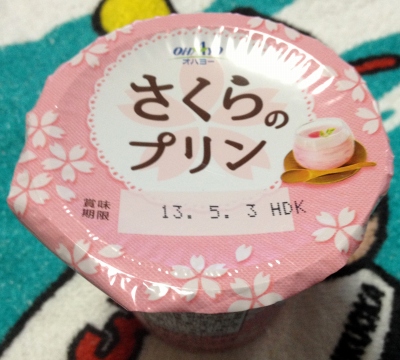 OHAYO
オハヨー
さくらの
プリン
賞味
期限
13. 5. 3 HDK